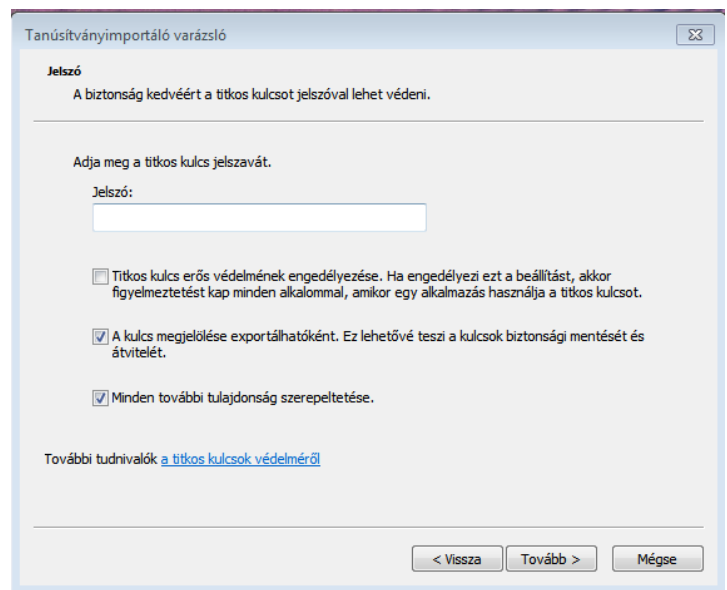 Tanúsítványimportáló varázsló
Jelszó
A biztonság kedvéért a titkos kulcsot jelszóval lehet védeni.
Adja meg a titkos kulcs jelszavát.
Jelszó:
Titkos kulcs erős védelmének engedélyezése. Ha engedélyezi ezt a beállítást, akkor
figyelmeztetést kap minden alkalommal, amikor egy alkalmazás használja a titkos kulcsot.
A kulcs megjelölése exportálhatóként. Ez lehetővé teszi a kulcsok biztonsági mentését és
átvitelét.
Minden további tulajdonság szerepeltetése.
További tudnivalók a titkos kulcsok védelméről
< Vissza Tovább > Mégse